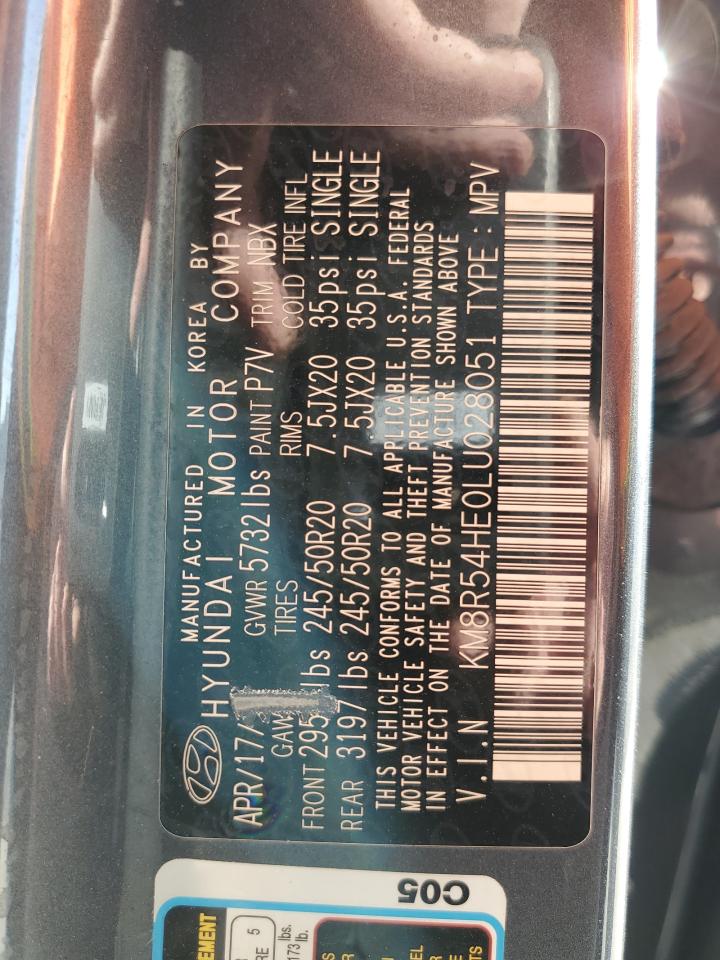 MANUFACTURED IN KOREA BY
HYUNDAI MOTOR COMPANY
APR/17/ GVWR 5732lbs PAINT P7V TRIM NBX
TIRES RIMS COLD TIRE INFL
FRONT 245/50R20 7.5JX20 35psi SINGLE
REAR 3197 lbs 245/50R20 7.5JX20 35psi SINGLE
THIS VEHICLE CONFORMS TO ALL APPLICABLE U.S.A. FEDERAL
MOTOR VEHICLE SAFETY AND THEFT PREVENTION STANDARDS
IN EFFECT ON THE DATE OF MANUFACTURE SHOWN ABOVE
V.I.N KM8R54HE0LU028051 TYPE : MPV
C05